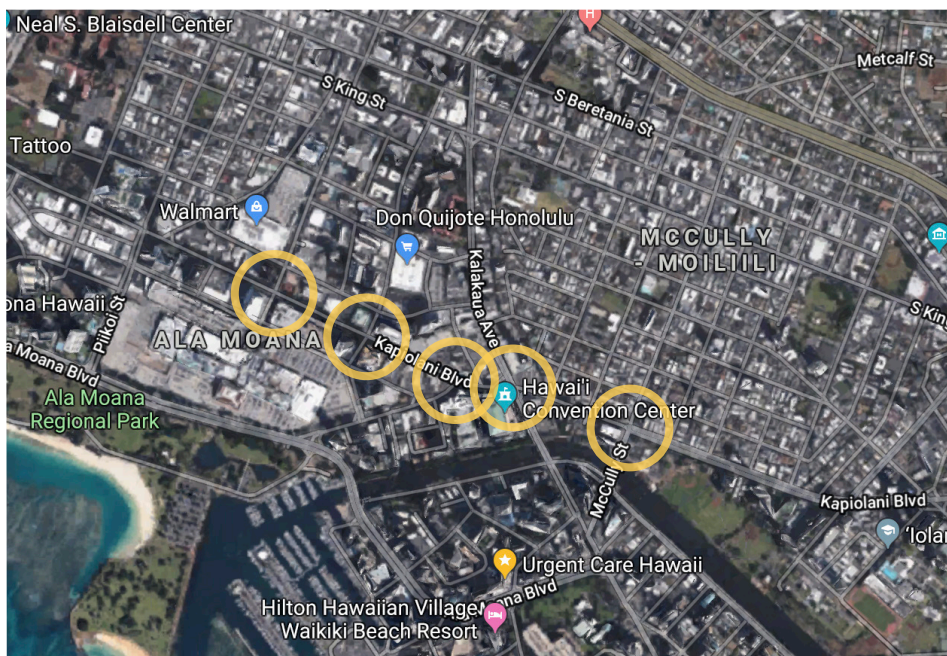 Neal S. Blaisdell Center
H
Metcalf St
S King St
S Beretania St
Tattoo
Walmart
Don Quijote Honolulu
MCCULLY
- MOILIILI
Kalakaua Ave
ona Hawaii
Piikoi St
S Kin
ALA MOANA
a Moana Blvd
Kapiolani Blvd
Ala Moana
Regional Park
Hawai'i
Convention Center
McCully St
Kapiolani Blvd
'Iolar
Urgent Care Hawaii
Moana Blvd
Hilton Hawaiian Village
Waikiki Beach Resort